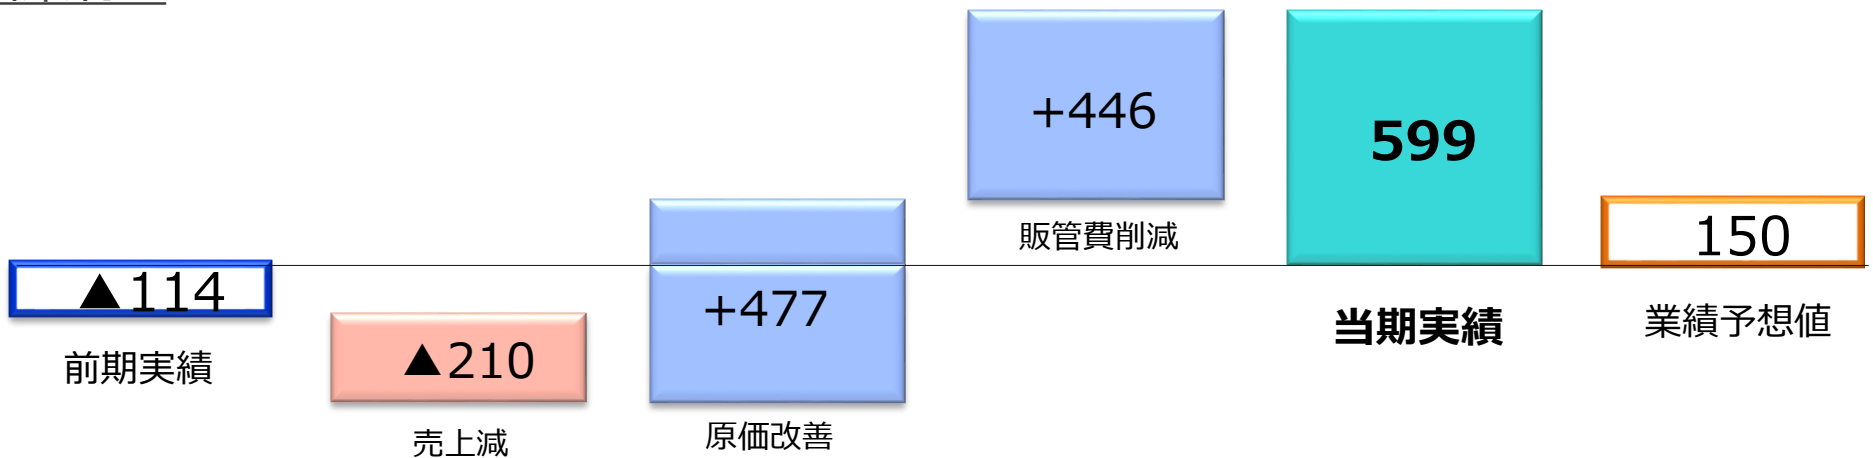 ▲114
前期実績
▲210
売上減
+477
原価改善
+446
販管費削減
599
当期実績
150
業績予想値